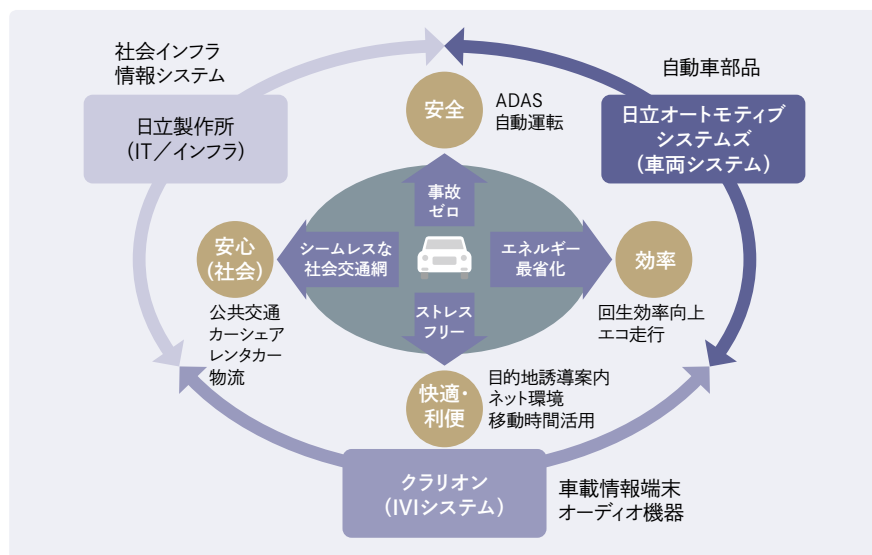 社会インフラ
情報システム
日立製作所
(IT／インフラ)
自動車部品
日立オートモティブ
システムズ
(車両システム)
安全
ADAS
自動運転
事故
ゼロ
安心
(社会)
シームレスな
社会交通網
エネルギー
最省化
効率
公共交通
カーシェア
レンタカー
物流
回生効率向上
エコ走行
ストレス
フリー
快適・
利便
目的地誘導案内
ネット環境
移動時間活用
クラリオン
(IVIシステム)
車載情報端末
オーディオ機器